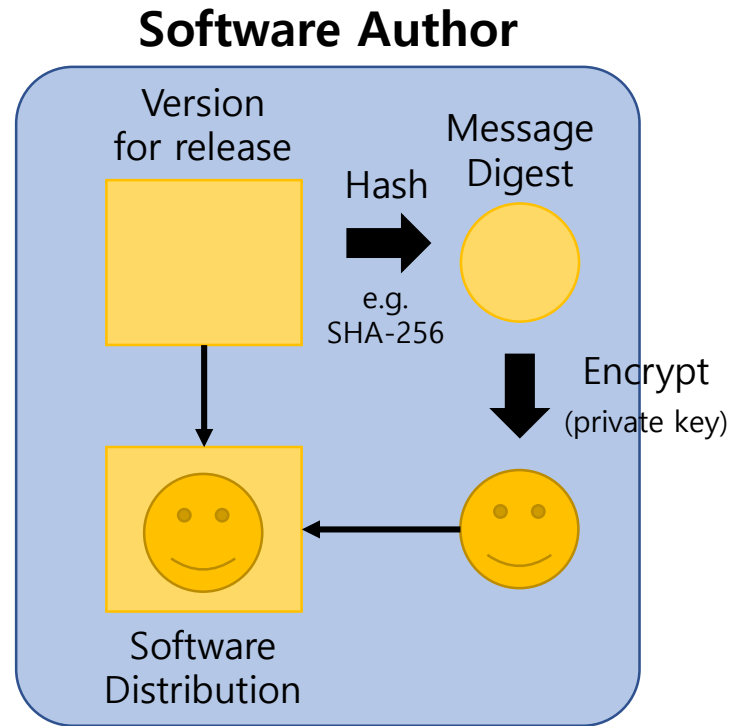 Software Author
Version
for release
Hash
e.g.
SHA-256
Message
Digest
Encrypt
(private key)
Software
Distribution